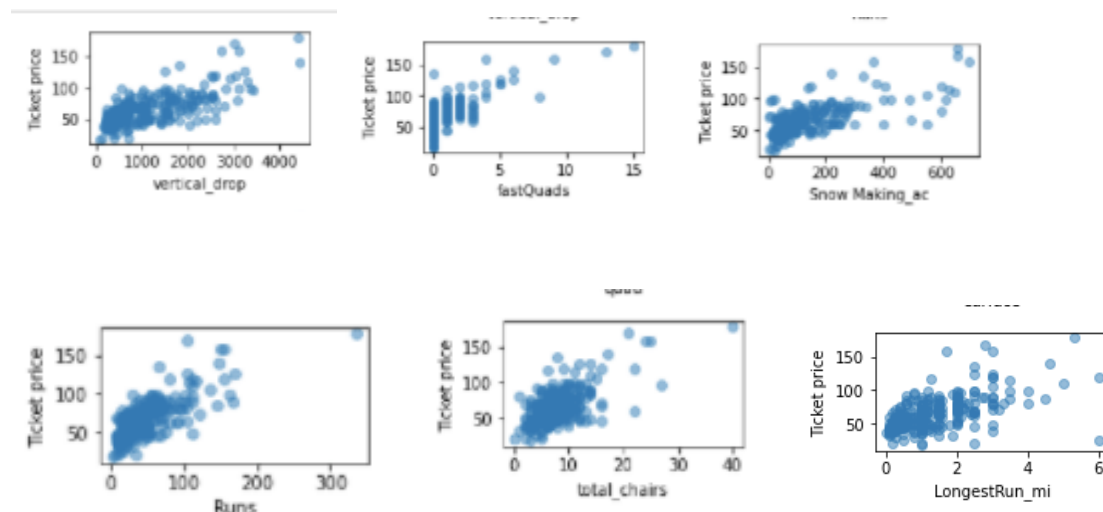 Ticket price
150
100
50
0 1000 2000 3000 4000
vertical_drop
vertical_drop
Ticket price
150
100
50
0 5 10 15
fastQuads
Ticket price
150
100
50
0 200 400 600
Snow Making_ac
Ticket price
150
100
50
0 100 200 300
Runs
Ticket price
150
100
50
0 10 20 30 40
total_chairs
Ticket price
150
100
50
0 2 4 6
LongestRun_mi